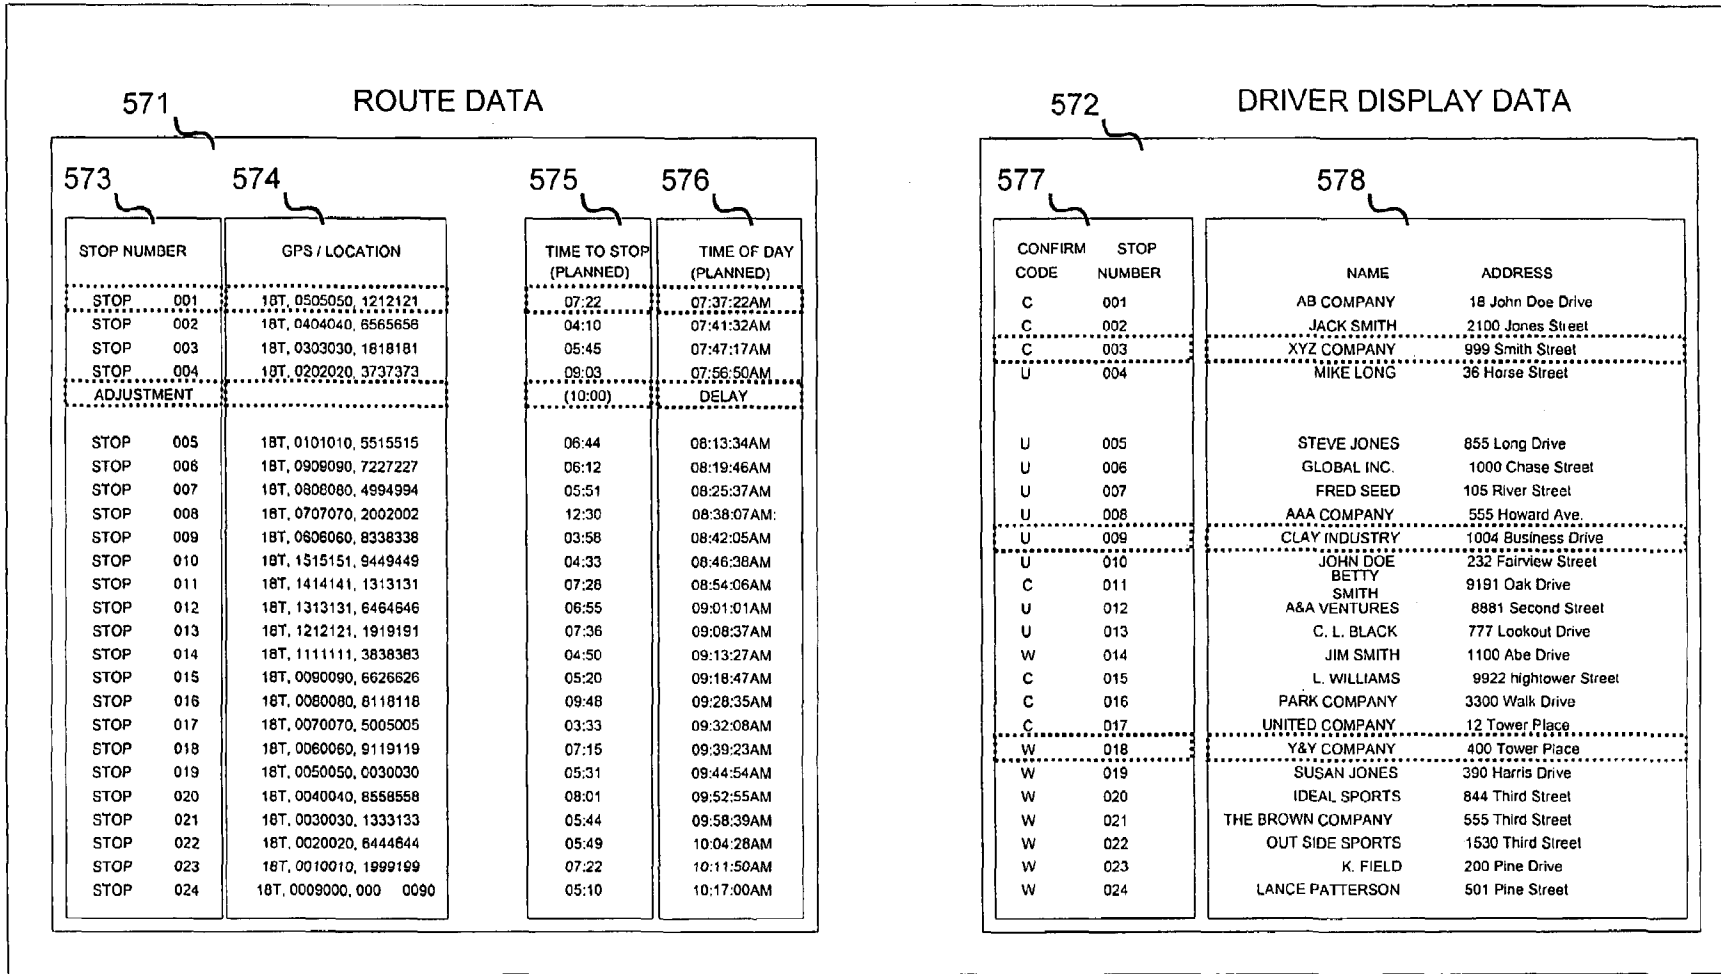 571 ROUTE DATA
573 574 575 576
STOP NUMBER GPS / LOCATION TIME TO STOP (PLANNED) TIME OF DAY (PLANNED)
STOP 001 18T, 0505050, 1212121 07:22 07:37:22AM
STOP 002 18T, 0404040, 6565656 04:10 07:41:32AM
STOP 003 18T, 0303030, 1818181 05:45 07:47:17AM
STOP 004 18T, 0202020, 3737373 09:03 07:56:50AM
ADJUSTMENT (10:00) DELAY
STOP 005 18T, 0101010, 5515515 06:44 08:13:34AM
STOP 006 18T, 0909090, 7227227 06:12 08:19:46AM
STOP 007 18T, 0808080, 4994994 05:51 08:25:37AM
STOP 008 18T, 0707070, 2002002 12:30 08:38:07AM:
STOP 009 18T, 0606060, 8338338 03:58 08:42:05AM
STOP 010 18T, 1515151, 9449449 04:33 08:46:38AM
STOP 011 18T, 1414141, 1313131 07:28 08:54:06AM
STOP 012 18T, 1313131, 6464646 06:55 09:01:01AM
STOP 013 18T, 1212121, 1919191 07:36 09:08:37AM
STOP 014 18T, 1111111, 3838383 04:50 09:13:27AM
STOP 015 18T, 0090090, 6626626 05:20 09:18:47AM
STOP 016 18T, 0080080, 8118118 09:48 09:28:35AM
STOP 017 18T, 0070070, 5005005 03:33 09:32:08AM
STOP 018 18T, 0060060, 9119119 07:15 09:39:23AM
STOP 019 18T, 0050050, 0030030 05:31 09:44:54AM
STOP 020 18T, 0040040, 8558558 08:01 09:52:55AM
STOP 021 18T, 0030030, 1333133 05:44 09:58:39AM
STOP 022 18T, 0020020, 6444644 05:49 10:04:28AM
STOP 023 18T, 0010010, 1999199 07:22 10:11:50AM
STOP 024 18T, 0009000, 000 0090 05:10 10:17:00AM
572 DRIVER DISPLAY DATA
577 578
CONFIRM CODE STOP NUMBER NAME ADDRESS
C 001 AB COMPANY 18 John Doe Drive
C 002 JACK SMITH 2100 Jones Street
C 003 XYZ COMPANY 999 Smith Street
U 004 MIKE LONG 36 Horse Street
U 005 STEVE JONES 855 Long Drive
U 006 GLOBAL INC. 1000 Chase Street
U 007 FRED SEED 105 River Street
U 008 AAA COMPANY 555 Howard Ave.
U 009 CLAY INDUSTRY 1004 Business Drive
U 010 JOHN DOE 232 Fairview Street
C 011 BETTY SMITH 9191 Oak Drive
U 012 A&A VENTURES 8881 Second Street
U 013 C. L. BLACK 777 Lookout Drive
W 014 JIM SMITH 1100 Abe Drive
C 015 L. WILLIAMS 9922 hightower Street
C 016 PARK COMPANY 3300 Walk Drive
C 017 UNITED COMPANY 12 Tower Place
W 018 Y&Y COMPANY 400 Tower Place
W 019 SUSAN JONES 390 Harris Drive
W 020 IDEAL SPORTS 844 Third Street
W 021 THE BROWN COMPANY 555 Third Street
W 022 OUT SIDE SPORTS 1530 Third Street
W 023 K. FIELD 200 Pine Drive
W 024 LANCE PATTERSON 501 Pine Street